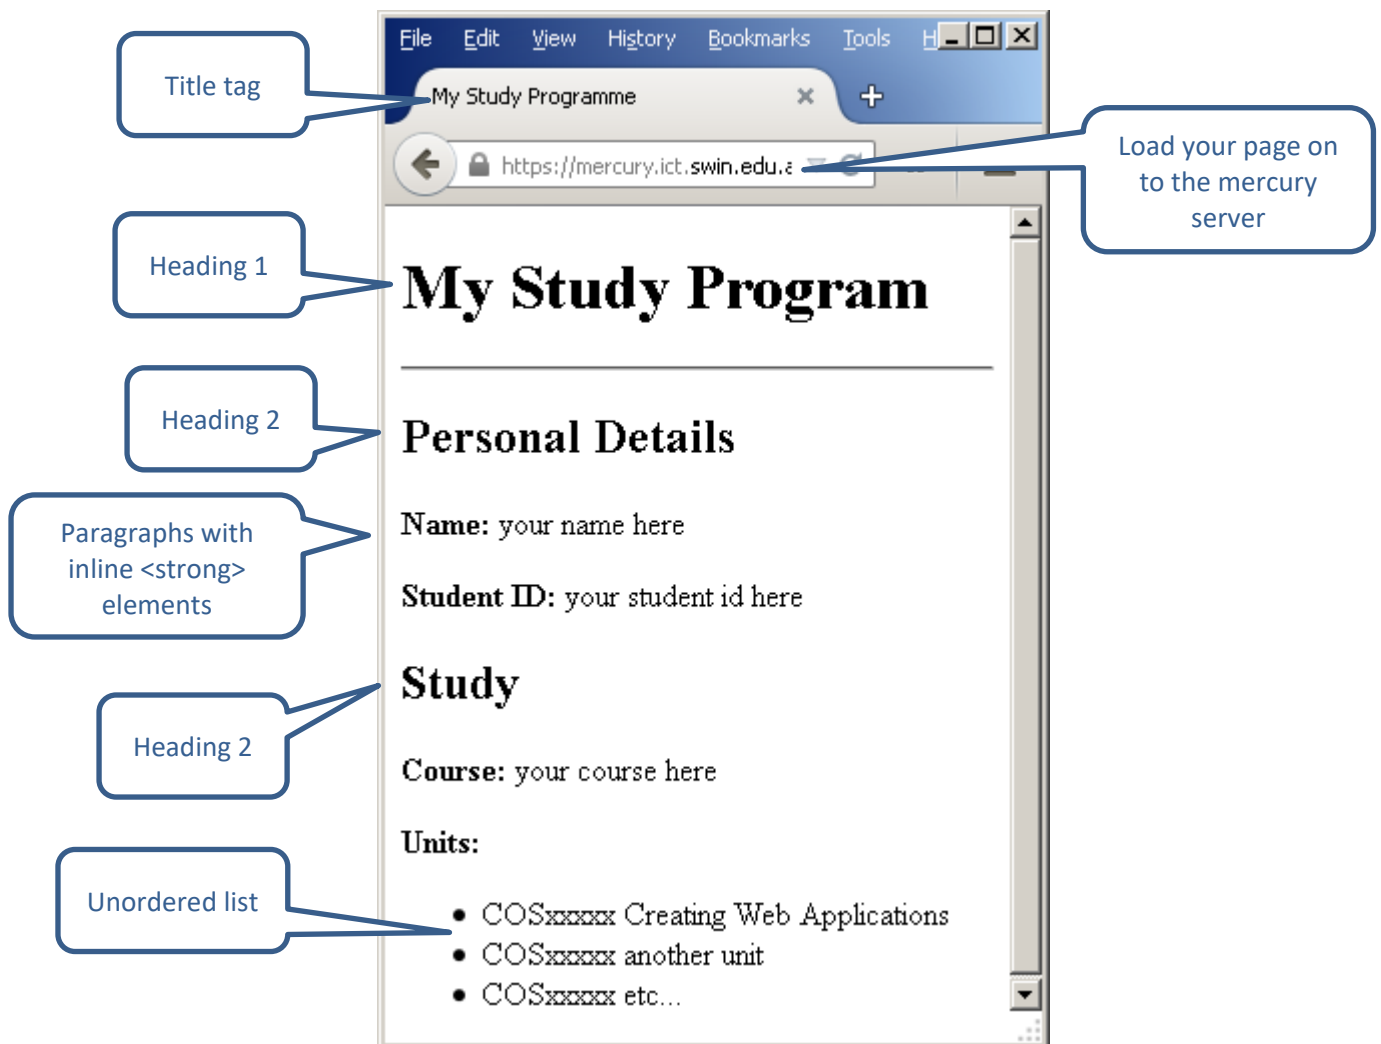 File Edit View History Bookmarks Tools H
Title tag
My Study Programme
https://mercury.ict.swin.edu.a
Load your page on
to the mercury
server
Heading 1
My Study Program
Heading 2
Personal Details
Paragraphs with
inline <strong>
elements
Name: your name here
Student ID: your student id here
Heading 2
Study
Course: your course here
Units:
Unordered list
• COSxxxxx Creating Web Applications
• COSxxxxx another unit
• COSxxxxx etc...